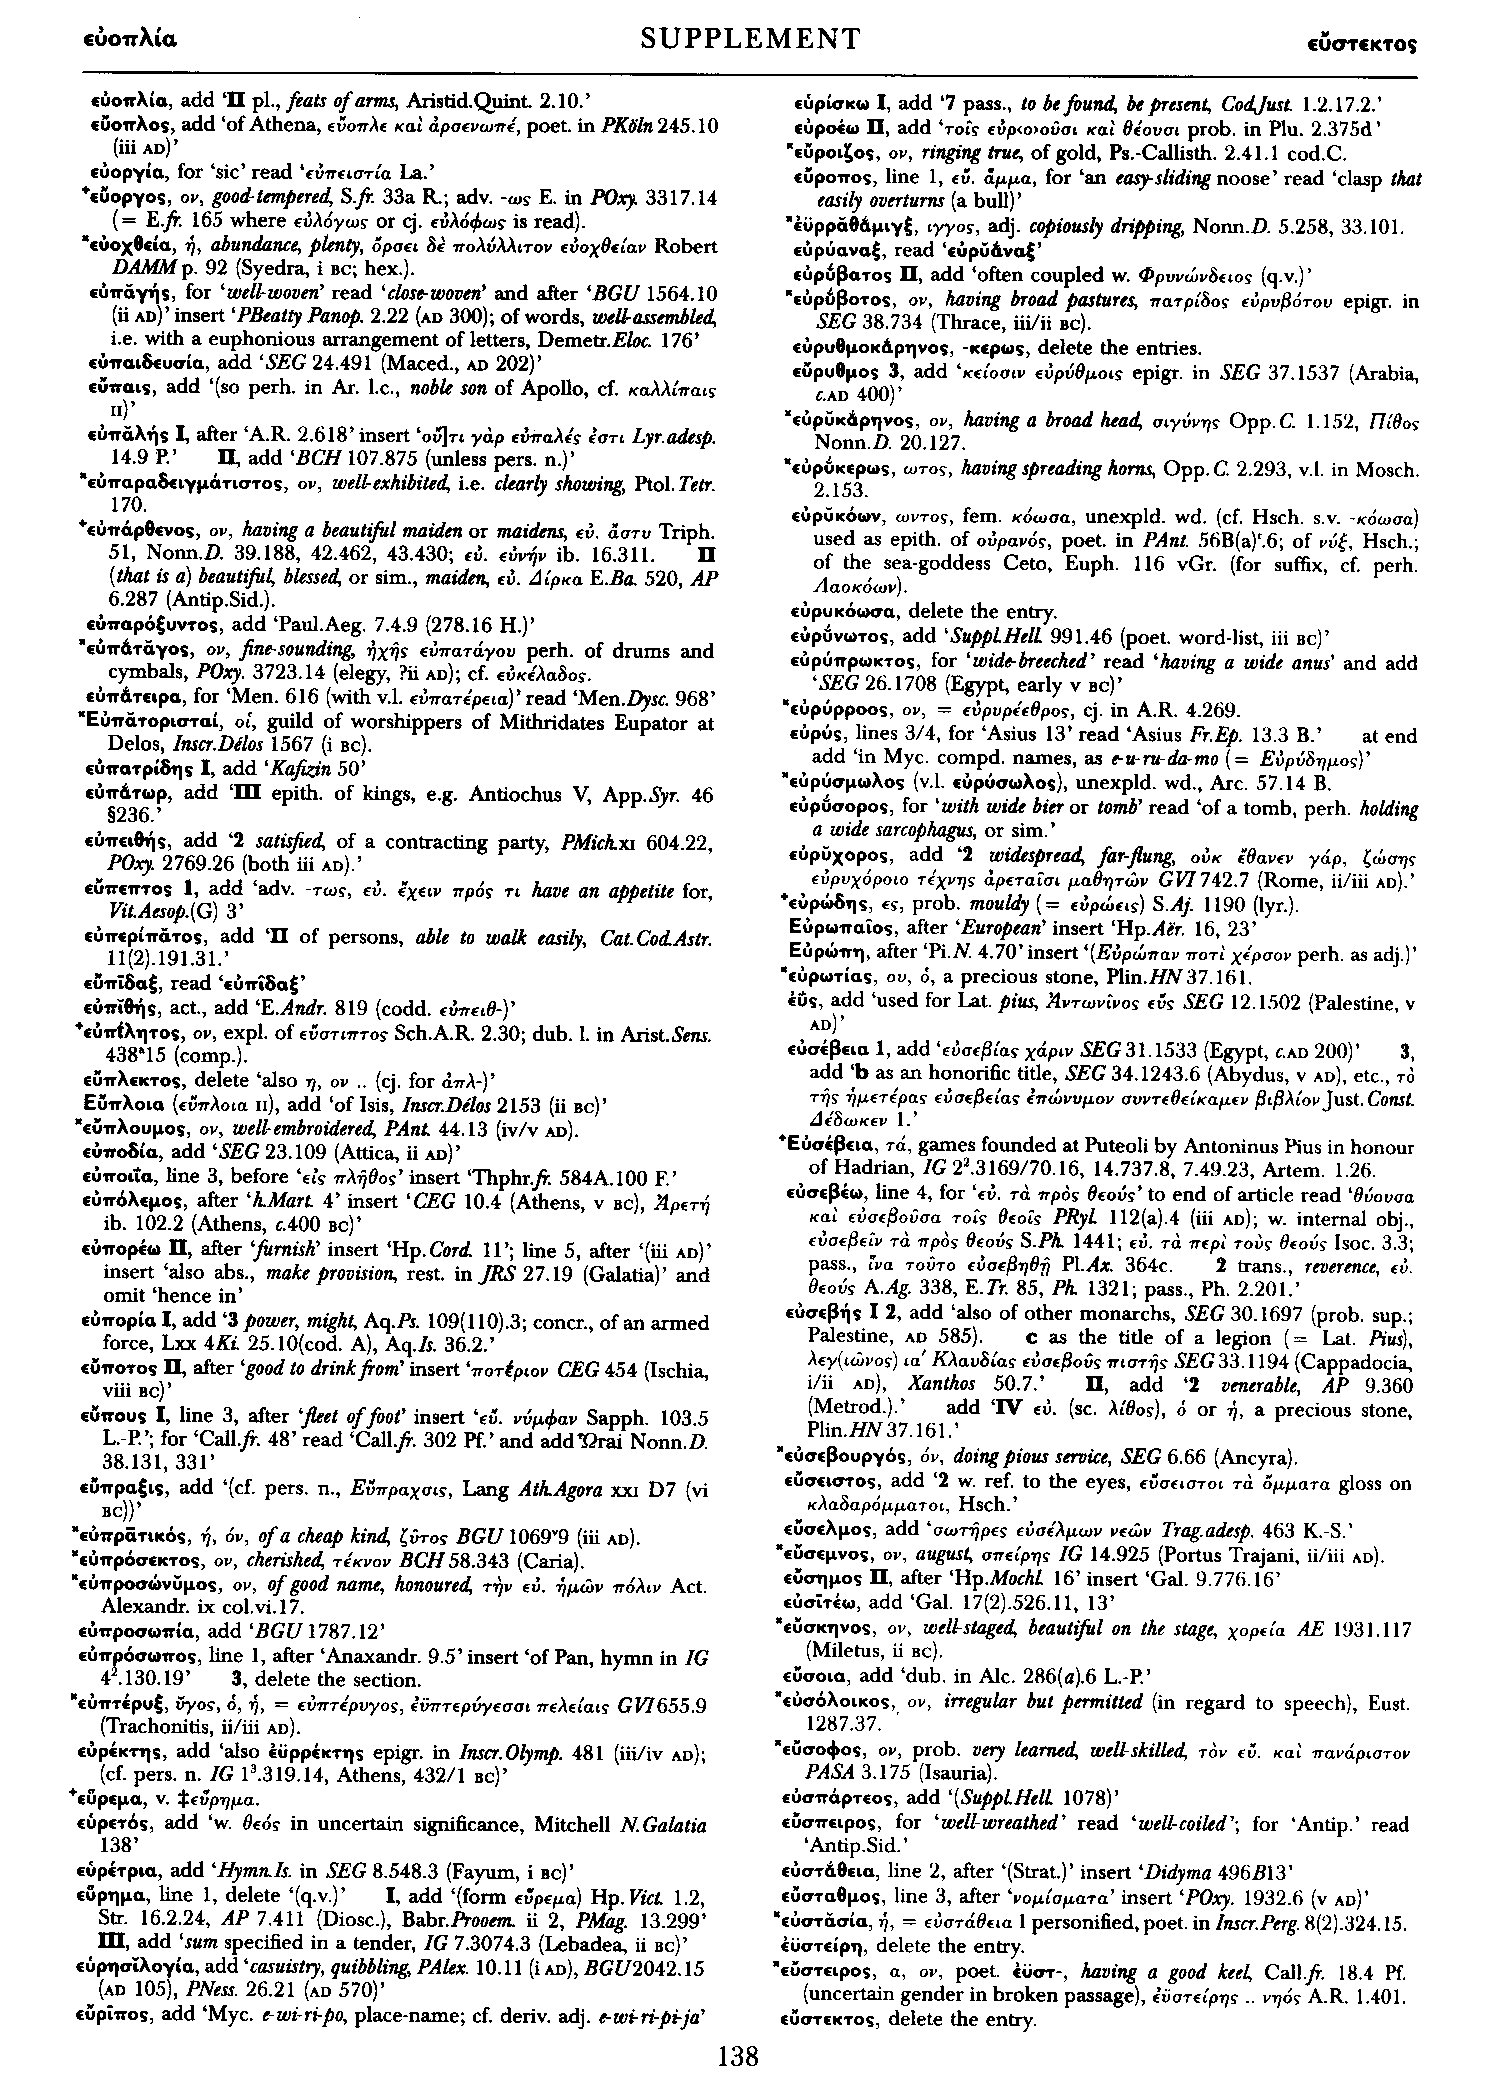 εὐοπλία
SUPPLEMENT
εὔστεκτος
εὐοπλία, add ‘II pl., feats of arms, Aristid.Quint. 2.10.’
εὔοπλος, add ‘of Athena, εὔοπλε καὶ ἀρσενωπέ, poet. in PKöln 245.10
(iii AD)’
εὐοργία, for ‘sic’ read ‘εὐπειστία La.’
⁺εὔοργος, ον, good-tempered, S.fr. 33a R.; adv. -ως E. in POxy. 3317.14
(= E.fr. 165 where εὐλόγως or cj. εὐλόφως is read).
*εὐοχθεία, ἡ, abundance, plenty, ὄρσει δὲ πολύλλιτον εὐοχθείαν Robert
DAMM p. 92 (Syedra, i BC; hex.).
εὐπᾰγής, for ‘well-woven’ read ‘close-woven’ and after ‘BGU 1564.10
(ii AD)’ insert ‘PBeatty Panop. 2.22 (AD 300); of words, well-assembled,
i.e. with a euphonious arrangement of letters, Demetr.Eloc. 176’
εὐπαιδευσία, add ‘SEG 24.491 (Maced., AD 202)’
εὔπαις, add ‘(so perh. in Ar. l.c., noble son of Apollo, cf. καλλίπαις
II)’
εὐπᾰλής I, after ‘A.R. 2.618’ insert ‘οὔ]τι γὰρ εὐπαλές ἐστι Lyr.adesp.
14.9 P.’ II, add ‘BCH 107.875 (unless pers. n.)’
*εὐπαραδειγμάτιστος, ον, well-exhibited, i.e. clearly showing, Ptol.Tetr.
170.
⁺εὐπάρθενος, ον, having a beautiful maiden or maidens, εὐ. ἄστυ Triph.
51, Nonn.D. 39.188, 42.462, 43.430; εὐ. εὐνήν ib. 16.311. II
(that is a) beautiful, blessed, or sim., maiden, εὐ. Δίρκα E.Ba. 520, AP
6.287 (Antip.Sid.).
εὐπαρόξυντος, add ‘Paul.Aeg. 7.4.9 (278.16 H.)’
*εὐπᾰ́τᾰγος, ον, fine-sounding, ἠχῆς εὐπατάγου perh. of drums and
cymbals, POxy. 3723.14 (elegy, ?ii AD); cf. εὐκέλαδος.
εὐπᾰ́τειρα, for ‘Men. 616 (with v.l. εὐπατέρεια)’ read ‘Men.Dysc. 968’
*Εὐπᾰτορισταί, οἱ, guild of worshippers of Mithridates Eupator at
Delos, Inscr.Délos 1567 (i BC).
εὐπατρίδης I, add ‘Kafizin 50’
εὐπᾰ́τωρ, add ‘III epith. of kings, e.g. Antiochus V, App.Syr. 46
§236.’
εὐπειθής, add ‘2 satisfied, of a contracting party, PMich.XI 604.22,
POxy. 2769.26 (both iii AD).’
εὔπεπτος 1, add ‘adv. -τως, εὐ. ἔχειν πρός τι have an appetite for,
Vit.Aesop.(G) 3’
εὐπερίπᾰτος, add ‘II of persons, able to walk easily, Cat.Cod.Astr.
11(2).191.31.’
εὔπῑδαξ, read ‘εὐπῖδαξ’
εὐπῐθής, act., add ‘E.Andr. 819 (codd. εὐπειθ-)’
⁺εὐπῑ́λητος, ον, expl. of εὔστιπτος Sch.A.R. 2.30; dub. l. in Arist.Sens.
438ᵃ15 (comp.).
εὔπλεκτος, delete ‘also η, ον .. (cj. for ἁπλ-)’
Εὔπλοια (εὔπλοια II), add ‘of Isis, Inscr.Délos 2153 (ii BC)’
*εὔπλουμος, ον, well-embroidered, PAnt. 44.13 (iv/v AD).
εὐποδία, add ‘SEG 23.109 (Attica, ii AD)’
εὐποιΐα, line 3, before ‘εἰς πλῆθος’ insert ‘Thphr.fr. 584A.100 F.’
εὐπόλεμος, after ‘h.Mart. 4’ insert ‘CEG 10.4 (Athens, v BC), Ἀρετή
ib. 102.2 (Athens, c.400 BC)’
εὐπορέω II, after ‘furnish’ insert ‘Hp.Cord. 11’; line 5, after ‘(iii AD)’
insert ‘also abs., make provision, rest. in JRS 27.19 (Galatia)’ and
omit ‘hence in’
εὐπορία I, add ‘3 power, might, Aq.Ps. 109(110).3; concr., of an armed
force, LXX 4Ki. 25.10(cod. A), Aq.Is. 36.2.’
εὔποτος II, after ‘good to drink from’ insert ‘ποτέριον CEG 454 (Ischia,
viii BC)’
εὔπους I, line 3, after ‘fleet of foot’ insert ‘εὔ. νύμφαν Sapph. 103.5
L.-P.’; for ‘Call.fr. 48’ read ‘Call.fr. 302 Pf.’ and add Ὧραι Nonn.D.
38.131, 331’
εὔπραξις, add ‘(cf. pers. n., Εὔπραχσις, Lang Ath.Agora XXI D7 (vi
BC))’
*εὐπρᾱτικός, ή, όν, of a cheap kind, ζῦτος BGU 1069ᵛ9 (iii AD).
*εὐπρόσεκτος, ον, cherished, τέκνον BCH 58.343 (Caria).
*εὐπροσώνῠμος, ον, of good name, honoured, τὴν εὐ. ἡμῶν πόλιν Act.
Alexandr. ix col.vi.17.
εὐπροσωπία, add ‘BGU 1787.12’
εὐπρόσωπος, line 1, after ‘Anaxandr. 9.5’ insert ‘of Pan, hymn in IG
4².130.19’ 3, delete the section.
*εὐπτέρυξ, ῠγος, ὁ, ἡ, = εὐπτέρυγος, ἐϋπτερύγεσσι πελείαις GVI 655.9
(Trachonitis, ii/iii AD).
εὐρέκτης, add ‘also ἐϋρρέκτης epigr. in Inscr.Olymp. 481 (iii/iv AD);
(cf. pers. n. IG 1³.319.14, Athens, 432/1 BC)’
⁺εὕρεμα, v. ‡εὕρημα.
εὑρετός, add ‘w. θεός in uncertain significance, Mitchell N.Galatia
138’
εὑρέτρια, add ‘Hymn.Is. in SEG 8.548.3 (Fayum, i BC)’
εὕρημα, line 1, delete ‘(q.v.)’ I, add ‘(form εὕρεμα) Hp.Vict. 1.2,
Str. 16.2.24, AP 7.411 (Diosc.), Babr.Prooem. ii 2, PMag. 13.299’
III, add ‘sum specified in a tender, IG 7.3074.3 (Lebadea, ii BC)’
εὑρησῐλογία, add ‘casuistry, quibbling, PAlex. 10.11 (i AD), BGU 2042.15
(AD 105), PNess. 26.21 (AD 570)’
εὔρῑπος, add ‘Myc. e-wi-ri-po, place-name; cf. deriv. adj. e-wi-ri-pi-ja’
εὑρίσκω I, add ‘7 pass., to be found, be present, Cod.Just. 1.2.17.2.’
εὐροέω II, add ‘τοῖς εὐρ‹ο›οῦσι καὶ θέουσι prob. in Plu. 2.375d’
*εὔροιζος, ον, ringing true, of gold, Ps.-Callisth. 2.41.1 cod.C.
εὔροπος, line 1, εὔ. ἅμμα, for ‘an easy-sliding noose’ read ‘clasp that
easily overturns (a bull)’
*ἐϋρρᾰθᾰ́μιγξ, ιγγος, adj. copiously dripping, Nonn.D. 5.258, 33.101.
εὐρύαναξ, read ‘εὐρῠᾰ́ναξ’
εὐρῠ́βατος II, add ‘often coupled w. Φρυνώνδειος (q.v.)’
*εὐρῠ́βοτος, ον, having broad pastures, πατρίδος εὐρυβότου epigr. in
SEG 38.734 (Thrace, iii/ii BC).
εὐρυθμοκάρηνος, -κερως, delete the entries.
εὔρυθμος 3, add ‘κείοσιν εὐρύθμοις epigr. in SEG 37.1537 (Arabia,
c.AD 400)’
*εὐρῠκᾰ́ρηνος, ον, having a broad head, σιγύνης Opp.C. 1.152, Πίθος
Nonn.D. 20.127.
*εὐρῠ́κερως, ωτος, having spreading horns, Opp.C. 2.293, v.l. in Mosch.
2.153.
εὐρῠκόων, ωντος, fem. κόωσα, unexpld. wd. (cf. Hsch. s.v. -κόωσα)
used as epith. of οὐρανός, poet. in PAnt. 56B(a)ʳ.6; of νύξ, Hsch.;
of the sea-goddess Ceto, Euph. 116 vGr. (for suffix, cf. perh.
Λαοκόων).
εὐρυκόωσα, delete the entry.
εὐρῠ́νωτος, add ‘Suppl.Hell. 991.46 (poet. word-list, iii BC)’
εὐρύπρωκτος, for ‘wide-breeched’ read ‘having a wide anus’ and add
‘SEG 26.1708 (Egypt, early v BC)’
*εὐρύρροος, ον, = εὐρυρέεθρος, cj. in A.R. 4.269.
εὐρύς, lines 3/4, for ‘Asius 13’ read ‘Asius Fr.Ep. 13.3 B.’ at end
add ‘in Myc. compd. names, as e-u-ru-da-mo (= Εὐρύδημος)’
*εὐρύσμωλος (v.l. εὐρύσωλος), unexpld. wd., Arc. 57.14 B.
εὐρῠ́σορος, for ‘with wide bier or tomb’ read ‘of a tomb, perh. holding
a wide sarcophagus, or sim.’
εὐρῠ́χορος, add ‘2 widespread, far-flung, οὐκ ἔθανεν γάρ, ζώσης
εὐρυχόροιο τέχνης ἀρεταῖσι μαθητῶν GVI 742.7 (Rome, ii/iii AD).’
⁺εὐρώδης, ες, prob. mouldy (= εὐρώεις) S.Aj. 1190 (lyr.).
Εὐρωπαῖος, after ‘European’ insert ‘Hp.Aër. 16, 23’
Εὐρώπη, after ‘Pi.N. 4.70’ insert ‘(Εὐρώπαν ποτὶ χέρσον perh. as adj.)’
*εὐρωτίας, ου, ὁ, a precious stone, Plin.HN 37.161.
ἐΰς, add ‘used for Lat. pius, Ἀντωνῖνος εὖς SEG 12.1502 (Palestine, v
AD)’
εὐσέβεια 1, add ‘εὐσεβίας χάριν SEG 31.1533 (Egypt, c.AD 200)’ 3,
add ‘b as an honorific title, SEG 34.1243.6 (Abydus, v AD), etc., τὸ
τῆς ἡμετέρας εὐσεβείας ἐπώνυμον συντεθείκαμεν βιβλίον Just.Const.
Δέδωκεν 1.’
⁺Εὐσέβεια, τά, games founded at Puteoli by Antoninus Pius in honour
of Hadrian, IG 2².3169/70.16, 14.737.8, 7.49.23, Artem. 1.26.
εὐσεβέω, line 4, for ‘εὐ. τὰ πρὸς θεούς’ to end of article read ‘θύουσα
καὶ εὐσεβοῦσα τοῖς θεοῖς PRyl. 112(a).4 (iii AD); w. internal obj.,
εὐσεβεῖν τὰ πρὸς θεούς S.Ph. 1441; εὐ. τὰ περὶ τοὺς θεούς Isoc. 3.3;
pass., ἵνα τοῦτο εὐσεβηθῇ Pl.Ax. 364c. 2 trans., reverence, εὐ.
θεούς A.Ag. 338, E.Tr. 85, Ph. 1321; pass., Ph. 2.201.’
εὐσεβής I 2, add ‘also of other monarchs, SEG 30.1697 (prob. sup.;
Palestine, AD 585). c as the title of a legion (= Lat. Pius),
λεγ(ιῶνος) ιαʹ Κλαυδίας εὐσεβοῦς πιστῆς SEG 33.1194 (Cappadocia,
i/ii AD), Xanthos 50.7.’ II, add ‘2 venerable, AP 9.360
(Metrod.).’ add ‘IV εὐ. (sc. λίθος), ὁ or ἡ, a precious stone,
Plin.HN 37.161.’
*εὐσεβουργός, όν, doing pious service, SEG 6.66 (Ancyra).
εὔσειστος, add ‘2 w. ref. to the eyes, εὔσειστοι τὰ ὄμματα gloss on
κλαδαρόμματοι, Hsch.’
εὔσελμος, add ‘σωτῆρες εὐσέλμων νεῶν Trag.adesp. 463 K.-S.’
*εὔσεμνος, ον, august, σπείρης IG 14.925 (Portus Trajani, ii/iii AD).
εὔσημος II, after ‘Hp.Mochl. 16’ insert ‘Gal. 9.776.16’
εὐσῑτέω, add ‘Gal. 17(2).526.11, 13’
*εὔσκηνος, ον, well-staged, beautiful on the stage, χορεία AE 1931.117
(Miletus, ii BC).
εὔσοια, add ‘dub. in Alc. 286(a).6 L.-P.’
*εὐσόλοικος, ον, irregular but permitted (in regard to speech), Eust.
1287.37.
*εὔσοφος, ον, prob. very learned, well-skilled, τὸν εὔ. καὶ πανάριστον
PASA 3.175 (Isauria).
εὐσπάρτεος, add ‘(Suppl.Hell. 1078)’
εὔσπειρος, for ‘well-wreathed’ read ‘well-coiled’; for ‘Antip.’ read
‘Antip.Sid.’
εὐστᾰ́θεια, line 2, after ‘(Strat.)’ insert ‘Didyma 496B13’
εὔσταθμος, line 3, after ‘νομίσματα’ insert ‘POxy. 1932.6 (v AD)’
*εὐστᾰσία, ἡ, = εὐστάθεια 1 personified, poet. in Inscr.Perg. 8(2).324.15.
ἐϋστείρη, delete the entry.
*εὔστειρος, α, ον, poet. ἐϋστ-, having a good keel, Call.fr. 18.4 Pf.
(uncertain gender in broken passage), ἐϋστείρης .. νηός A.R. 1.401.
εὔστεκτος, delete the entry.
138